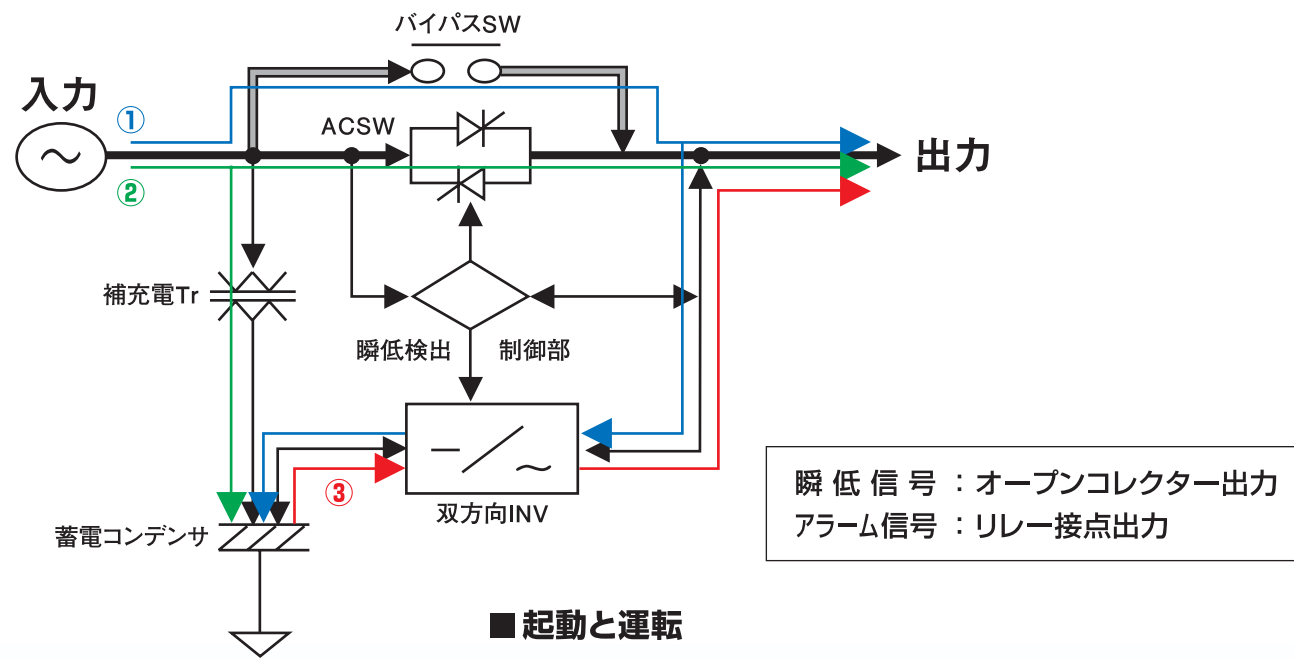 バイパスSW
入力
①
ACSW
出力
②
補充電Tr
瞬低検出 制御部
③
双方向INV
蓄電コンデンサ
瞬低信号：オープンコレクター出力
アラーム信号：リレー接点出力
■起動と運転